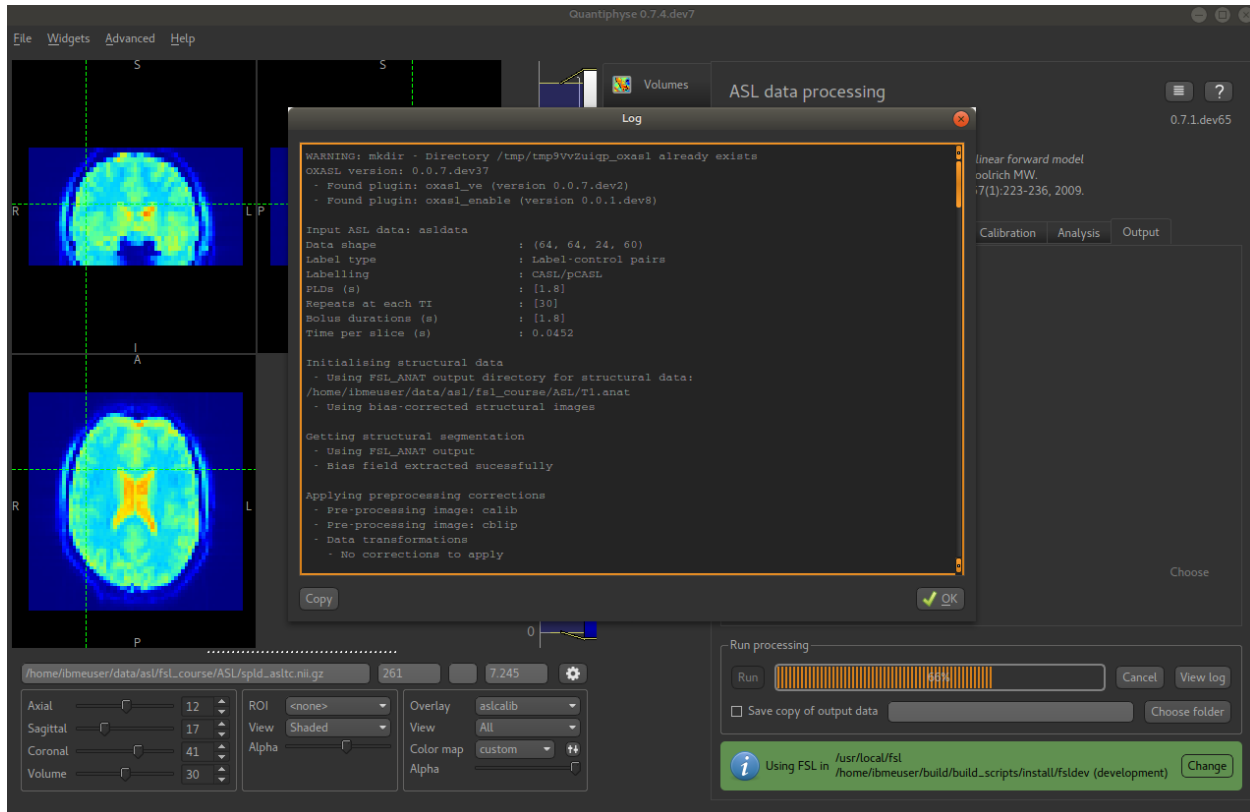 Quantiphyse 0.7.4.dev7
File Widgets Advanced Help
S
S
R
L
P
I
A
R
L
P
0
Volumes
ASL data processing
?
0.7.1.dev65
linear forward model
oolrich MW.
57(1):223-236, 2009.
Calibration Analysis Output
Log
WARNING: mkdir - Directory /tmp/tmp9VvZuiqp_oxasl already exists
OXASL version: 0.0.7.dev37
- Found plugin: oxasl_ve (version 0.0.7.dev2)
- Found plugin: oxasl_enable (version 0.0.1.dev8)
Input ASL data: asldata
Data shape : (64, 64, 24, 60)
Label type : Label-control pairs
Labelling : CASL/pCASL
PLDs (s) : [1.8]
Repeats at each TI : [30]
Bolus durations (s) : [1.8]
Time per slice (s) : 0.0452
Initialising structural data
- Using FSL_ANAT output directory for structural data:
/home/ibmeuser/data/asl/fsl_course/ASL/T1.anat
- Using bias-corrected structural images
Getting structural segmentation
- Using FSL_ANAT output
- Bias field extracted sucessfully
Applying preprocessing corrections
- Pre-processing image: calib
- Pre-processing image: cblip
- Data transformations
- No corrections to apply
Copy
OK
Choose
/home/ibmeuser/data/asl/fsl_course/ASL/spld_asltc.nii.gz 261 7.245
Axial 12
Sagittal 17
Coronal 41
Volume 30
ROI <none>
View Shaded
Alpha
Overlay aslcalib
View All
Color map custom
Alpha
Run processing
Run 66% Cancel View log
Save copy of output data Choose folder
Using FSL in /usr/local/fsl
/home/ibmeuser/build/build_scripts/install/fsldev (development)
Change